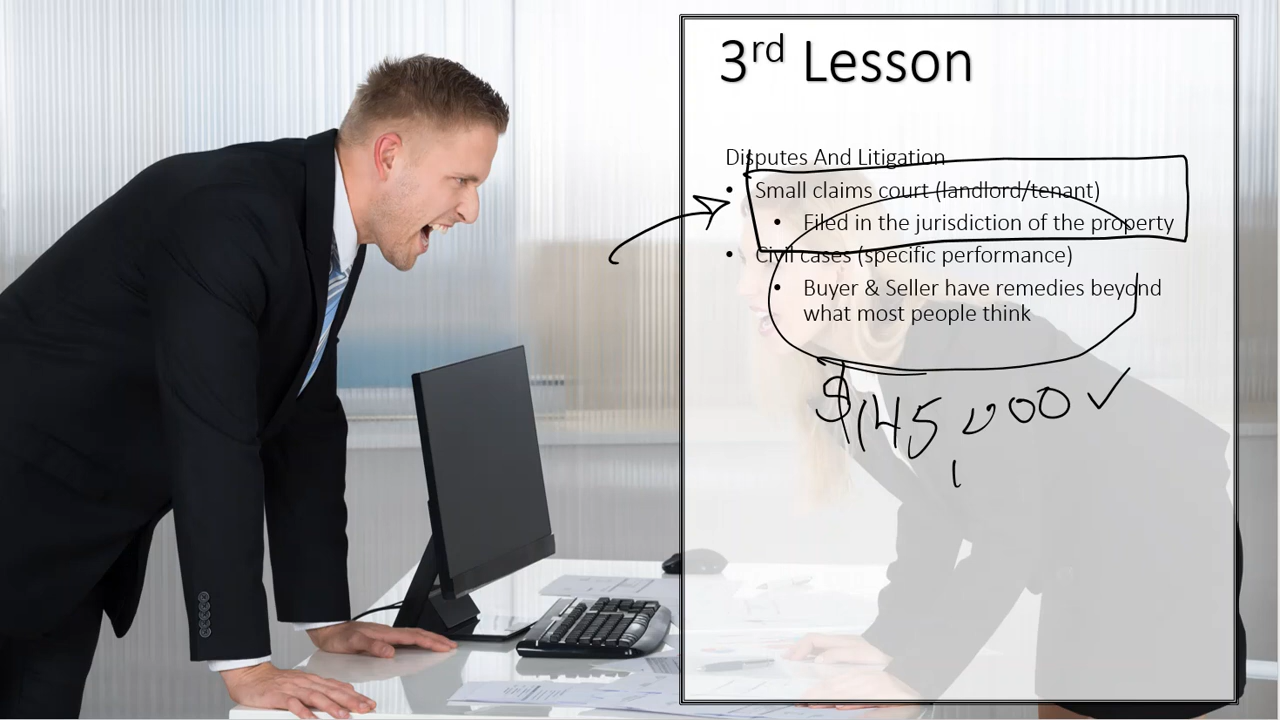 3rd Lesson
Disputes And Litigation
• Small claims court (landlord/tenant)
• Filed in the jurisdiction of the property
• Civil cases (specific performance)
• Buyer & Seller have remedies beyond
what most people think
$145,000 ✓